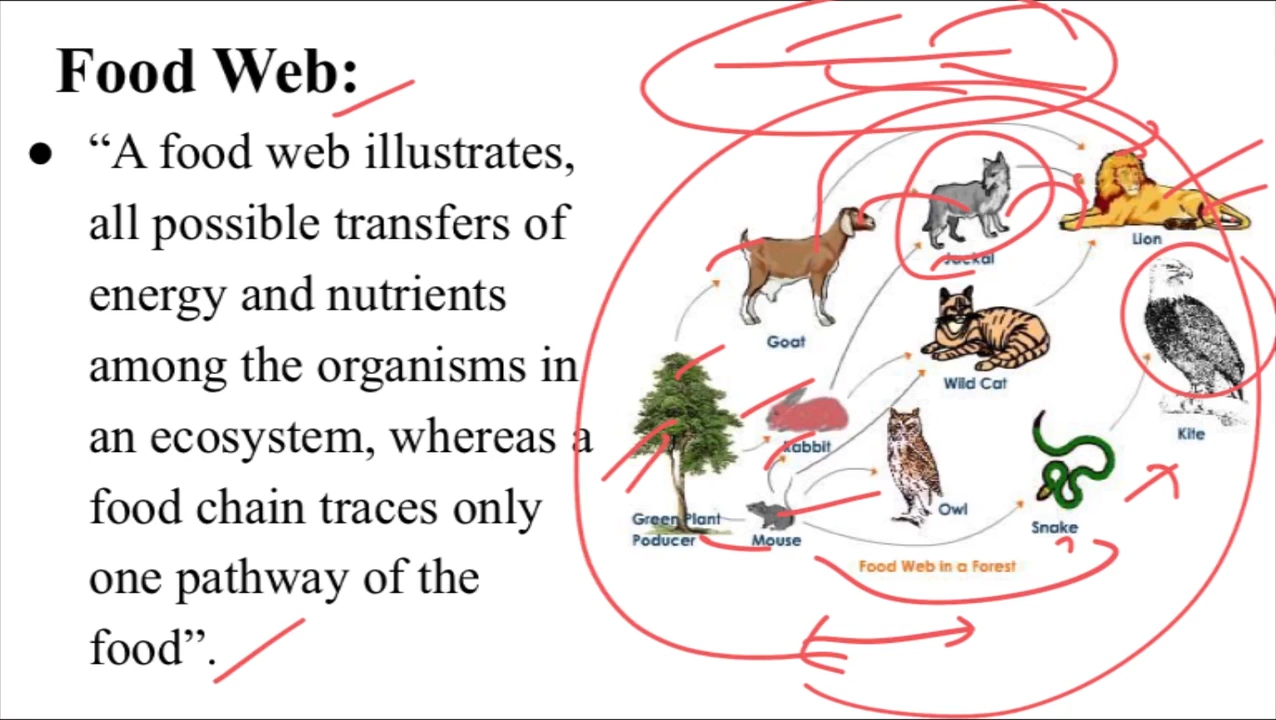 Food Web:
● “A food web illustrates,
all possible transfers of
energy and nutrients
among the organisms in
an ecosystem, whereas a
food chain traces only
one pathway of the
food”.
Lion
Jackal
Goat
Wild Cat
Kite
Rabbit
Owl
Green Plant
Poducer
Mouse
Snake
Food Web in a Forest